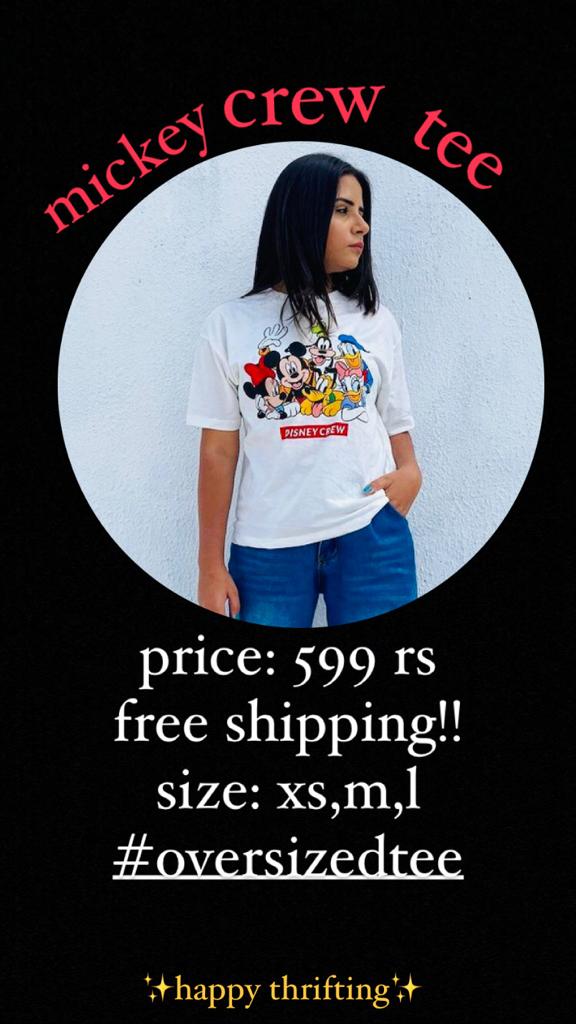 mickey crew tee
DISNEY CREW
price: 599 rs
free shipping!!
size: xs,m,l
#oversizedtee
✨happy thrifting✨